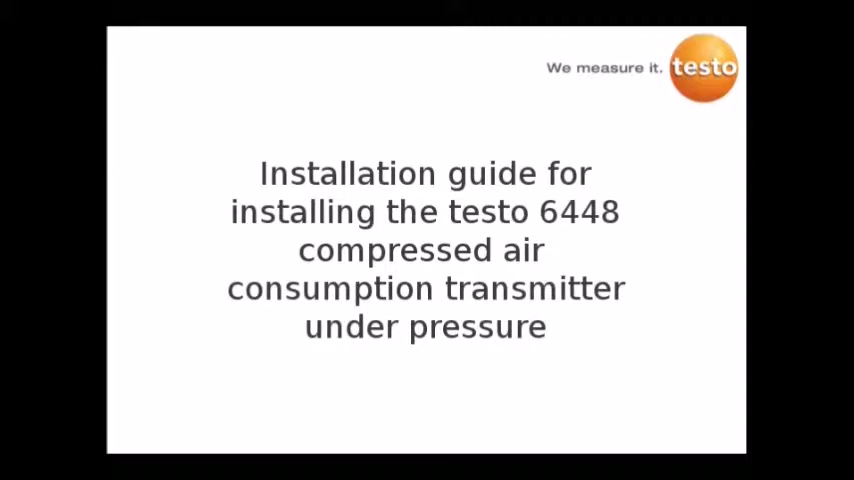 We measure it. testo
Installation guide for
installing the testo 6448
compressed air
consumption transmitter
under pressure